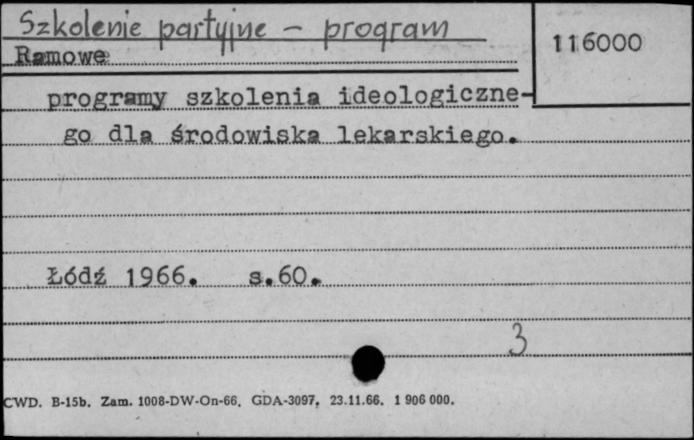 Szkolenie partyjne - program
116000
Ramowe
programy szkolenia ideologiczne-
go dla środowiska lekarskiego.
Łódź 1966. s.60.
3
CWD. B-15b. Zam. 1008-DW-On-66. GDA-3097. 23.11.66. 1 906 000.